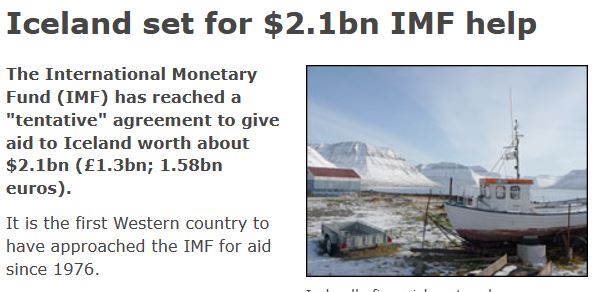 Iceland set for $2.1bn IMF help
The International Monetary
Fund (IMF) has reached a
"tentative" agreement to give
aid to Iceland worth about
$2.1bn (£1.3bn; 1.58bn
euros).
It is the first Western country to
have approached the IMF for aid
since 1976.